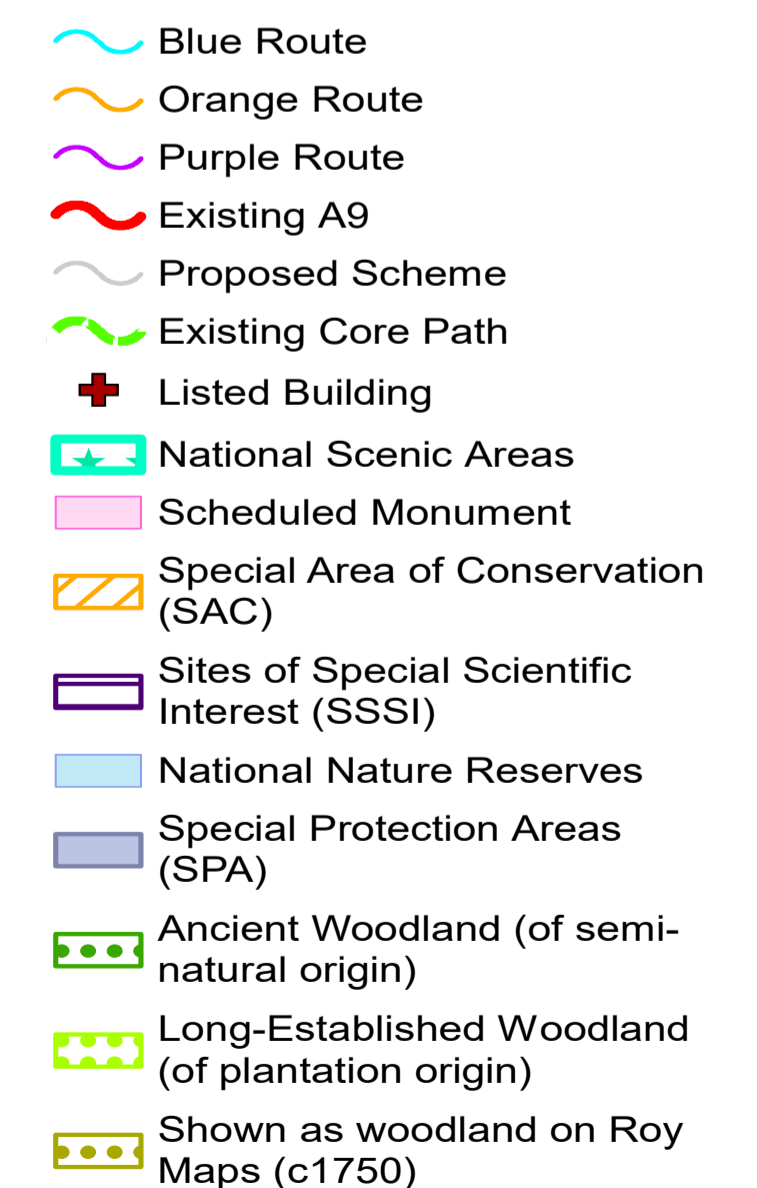 Blue Route
Orange Route
Purple Route
Existing A9
Proposed Scheme
Existing Core Path
Listed Building
National Scenic Areas
Scheduled Monument
Special Area of Conservation
(SAC)
Sites of Special Scientific
Interest (SSSI)
National Nature Reserves
Special Protection Areas
(SPA)
Ancient Woodland (of semi-
natural origin)
Long-Established Woodland
(of plantation origin)
Shown as woodland on Roy
Maps (c1750)